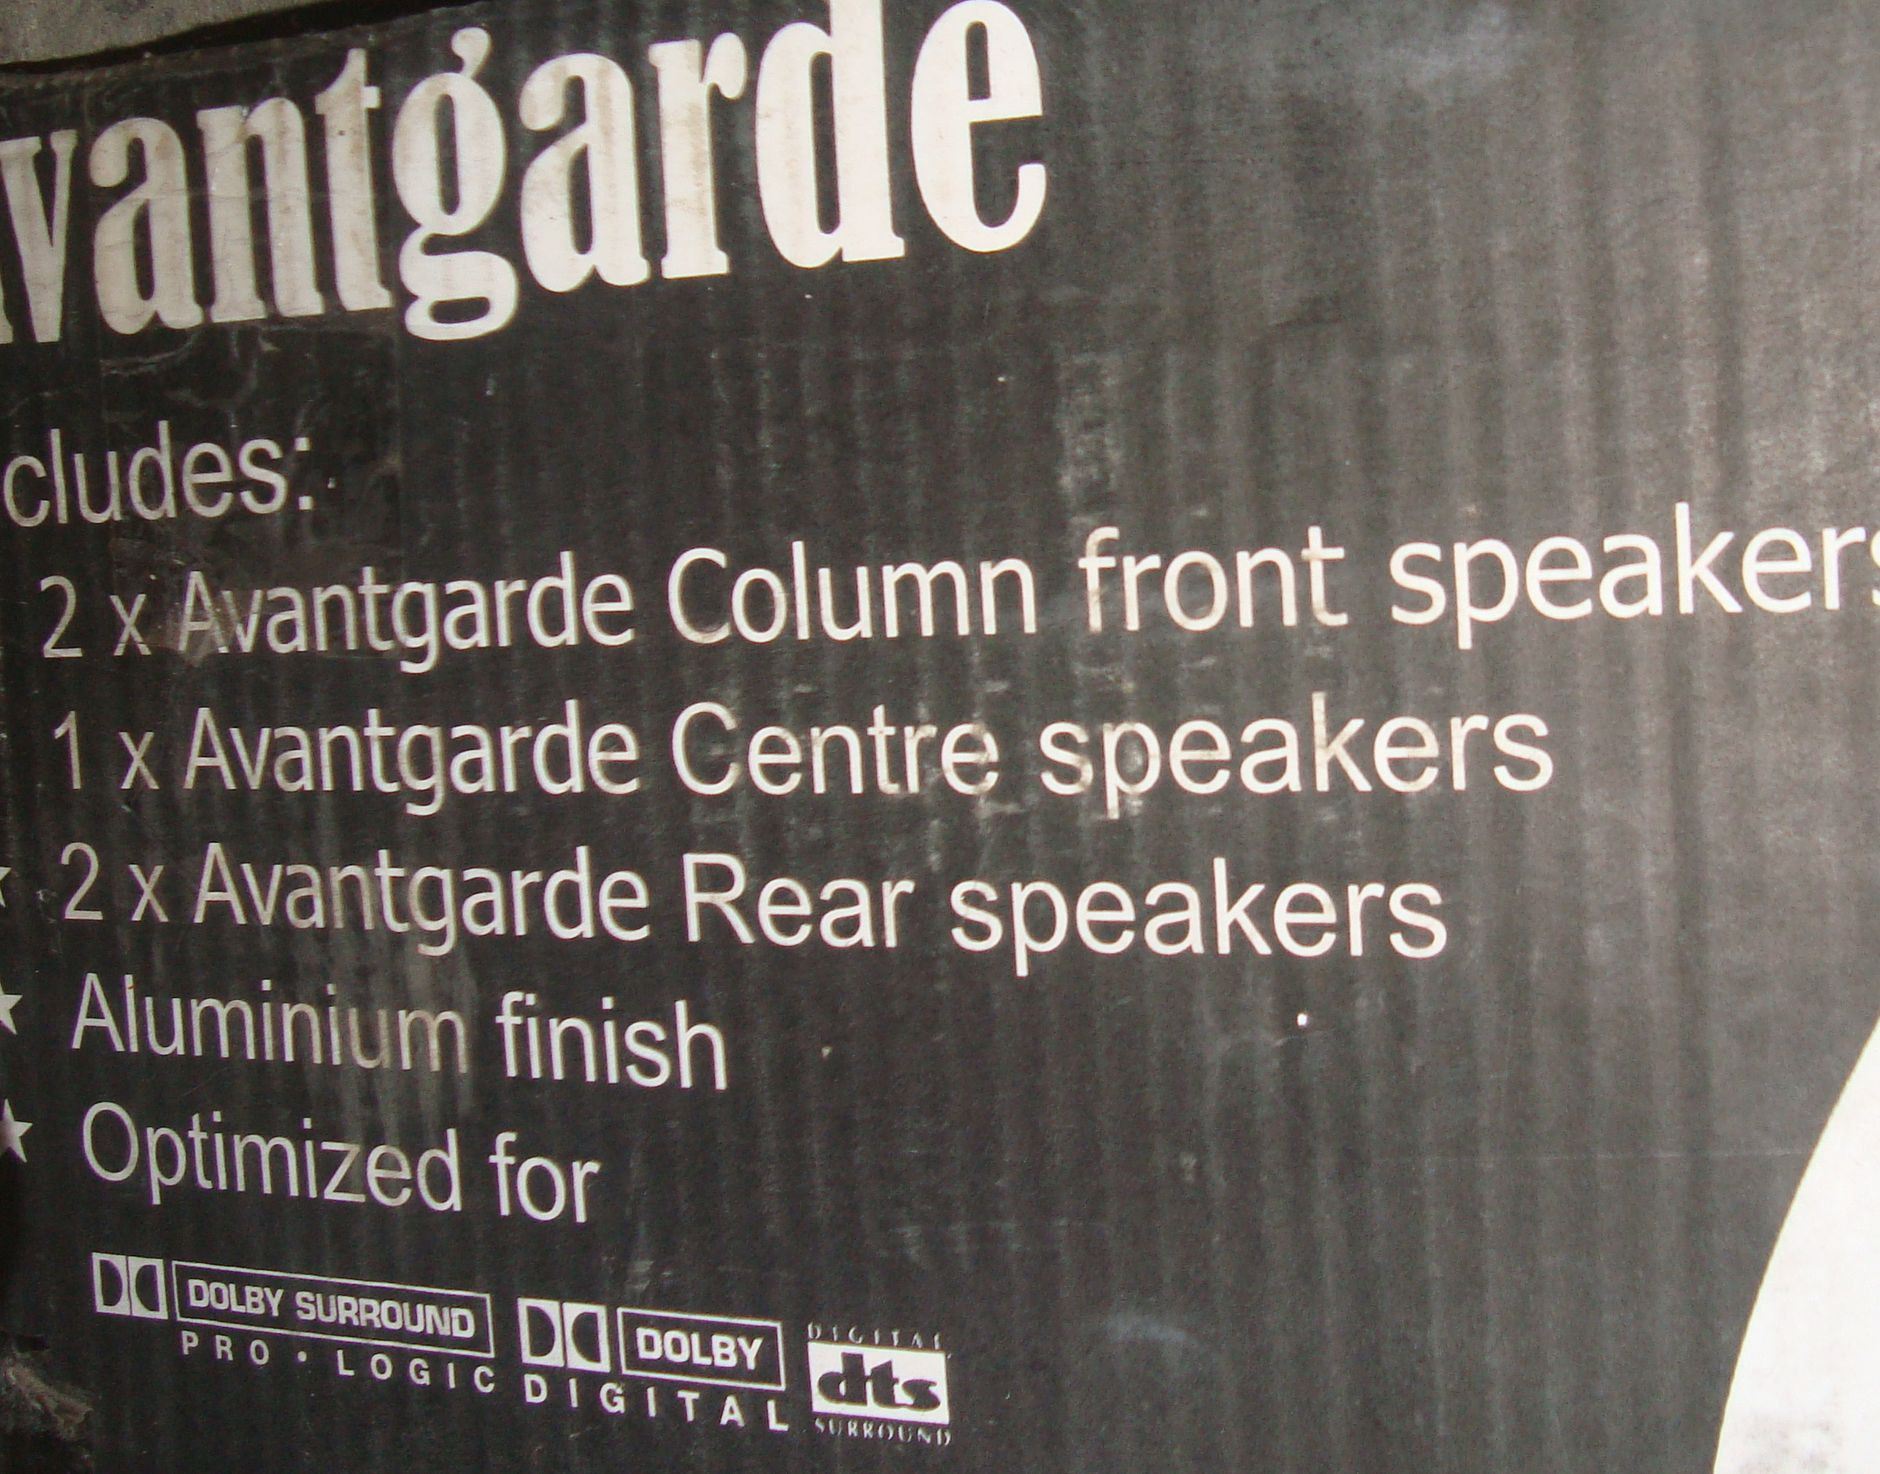 Avantgarde
cludes:
2 x Avantgarde Column front speakers
1 x Avantgarde Centre speakers
2 x Avantgarde Rear speakers
Aluminium finish
Optimized for
DOLBY SURROUND
PRO • LOGIC
DOLBY
DIGITAL
DIGITAL
dts
SURROUND